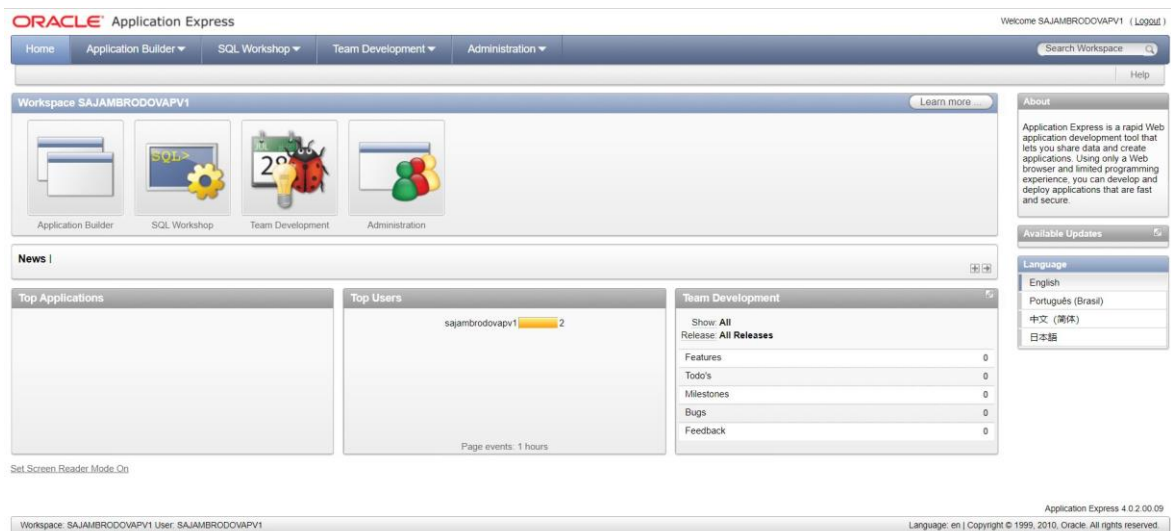 ORACLE Application Express
Welcome SAJAMBRODOVAPV1 ( Logout )
Home Application Builder SQL Workshop Team Development Administration
Search Workspace
Help
Workspace SAJAMBRODOVAPV1
Learn more ...
SQL>
28
Application Builder SQL Workshop Team Development Administration
News |
Top Applications
Top Users
sajambrodovapv1 2
Page events: 1 hours
Team Development
Show: All
Release: All Releases
Features 0
Todo's 0
Milestones 0
Bugs 0
Feedback 0
About
Application Express is a rapid Web
application development tool that
lets you share data and create
applications. Using only a Web
browser and limited programming
experience, you can develop and
deploy applications that are fast
and secure.
Available Updates
Language
English
Português (Brasil)
中文 (简体)
日本語
Set Screen Reader Mode On
Application Express 4.0.2.00.09
Workspace: SAJAMBRODOVAPV1 User: SAJAMBRODOVAPV1
Language: en | Copyright © 1999, 2010, Oracle. All rights reserved.